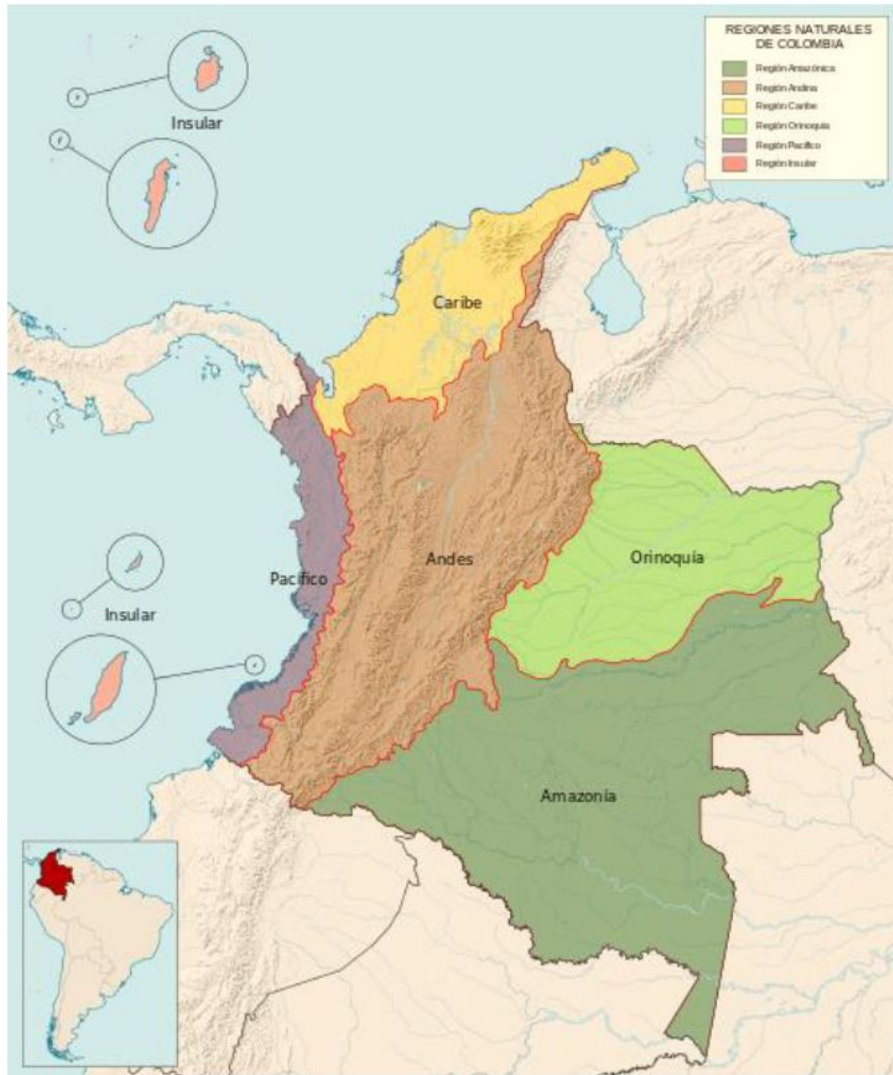 REGIONES NATURALES
DE COLOMBIA
Región Amazónica
Región Andina
Región Caribe
Región Orinoquía
Región Pacífico
Región Insular
Insular
Caribe
Andes
Orinoquía
Pacífico
Insular
Amazonía